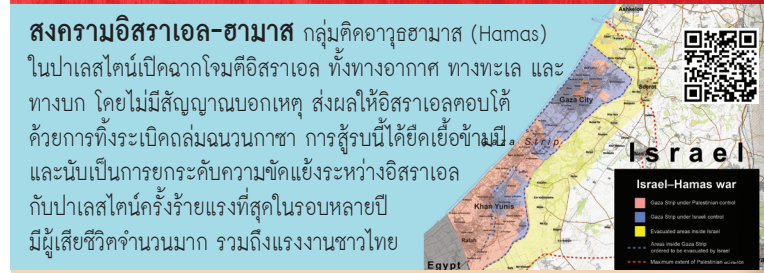 สงครามอิสราเอล-ฮามาส กลุ่มติดอาวุธฮามาส (Hamas)
ในปาเลสไตน์เปิดฉากโจมตีอิสราเอล ทั้งทางอากาศ ทางทะเล และ
ทางบก โดยไม่มีสัญญาณบอกเหตุ ส่งผลให้อิสราเอลตอบโต้
ด้วยการทิ้งระเบิดถล่มฉนวนกาซา การสู้รบนี้ได้ยืดเยื้อข้ามปี
และนับเป็นการยกระดับความขัดแย้งระหว่างอิสราเอล
กับปาเลสไตน์ครั้งร้ายแรงที่สุดในรอบหลายปี
มีผู้เสียชีวิตจำนวนมาก รวมถึงแรงงานชาวไทย
Ashkelon
Sderot
Gaza City
Gaza Strip
Israel
Khan Yunis
Rafah
Egypt
Israel–Hamas war
Gaza Strip under Palestinian control
Gaza Strip under Israeli control
Evacuated areas inside Israel
Areas inside Gaza Strip
ordered to be evacuated by Israel
Maximum extent of Palestinian